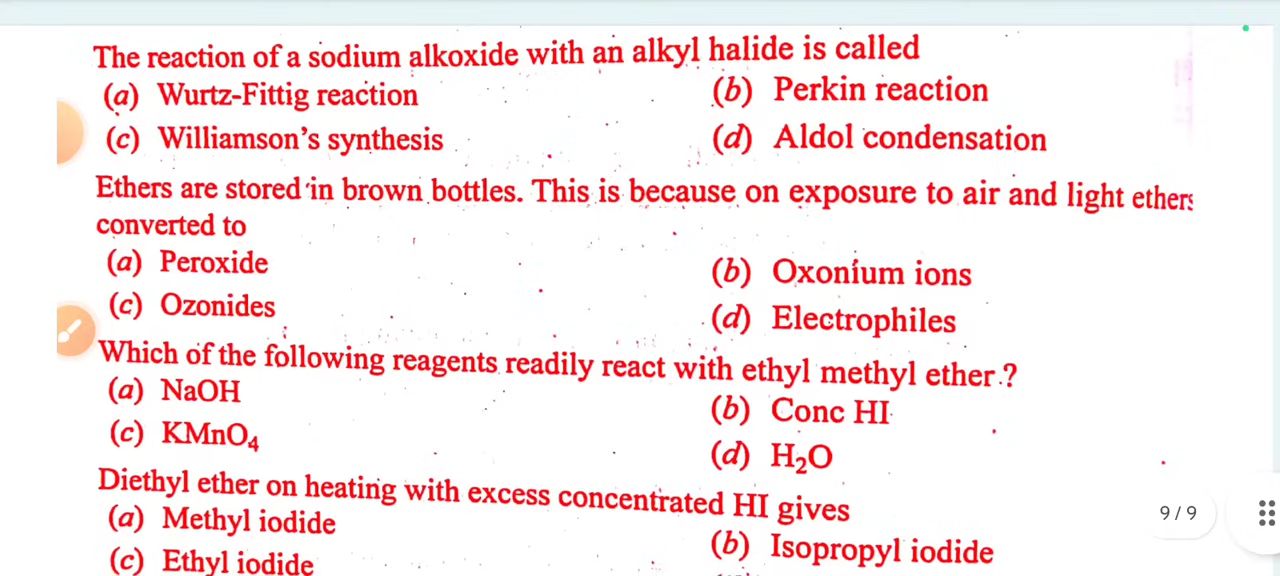 The reaction of a sodium alkoxide with an alkyl halide is called
(a) Wurtz-Fittig reaction (b) Perkin reaction
(c) Williamson's synthesis (d) Aldol condensation
Ethers are stored in brown bottles. This is because on exposure to air and light ethers
converted to
(a) Peroxide (b) Oxonium ions
(c) Ozonides (d) Electrophiles
Which of the following reagents readily react with ethyl methyl ether ?
(a) NaOH (b) Conc HI
(c) KMnO₄ (d) H₂O
Diethyl ether on heating with excess concentrated HI gives
(a) Methyl iodide (b) Isopropyl iodide
(c) Ethyl iodide
9 / 9